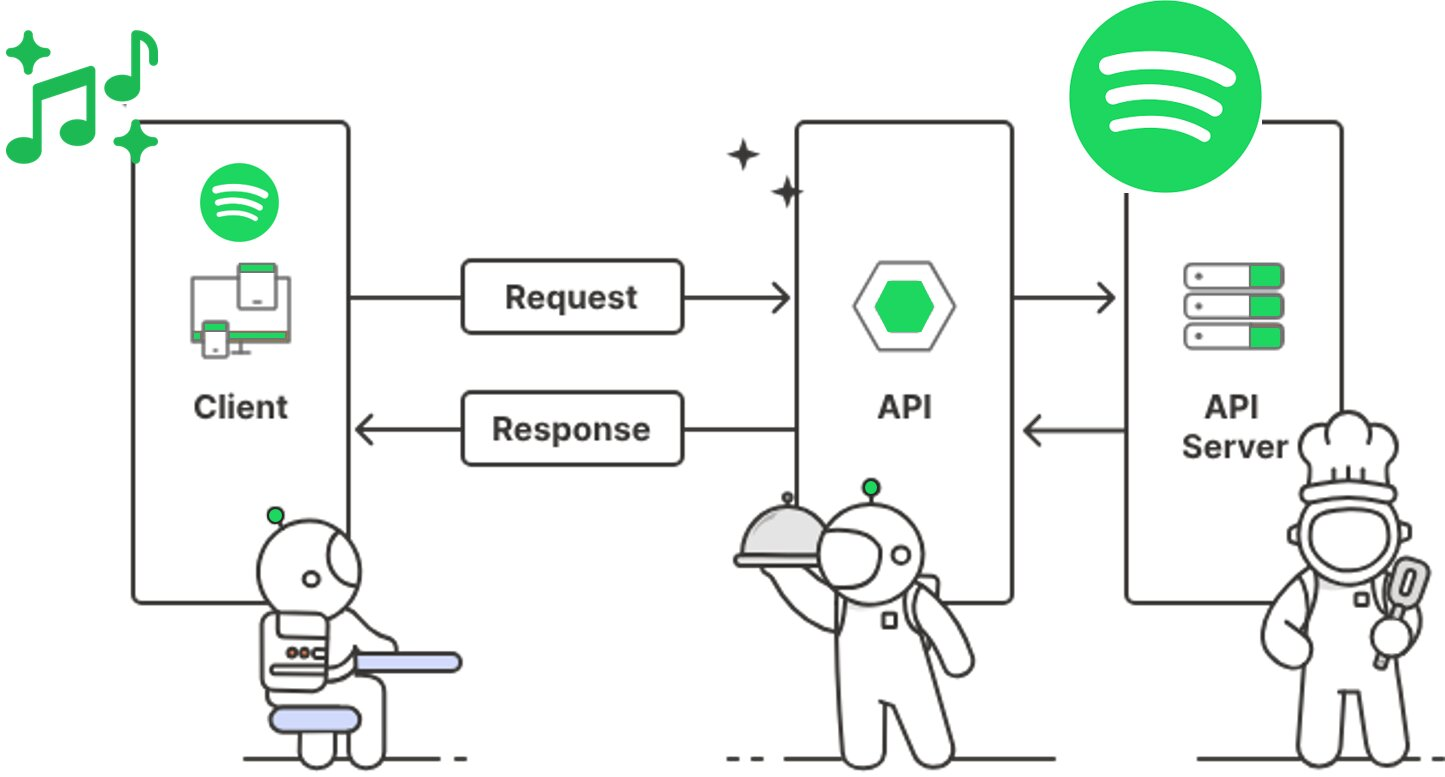 Request
Response
Client
API
API
Server